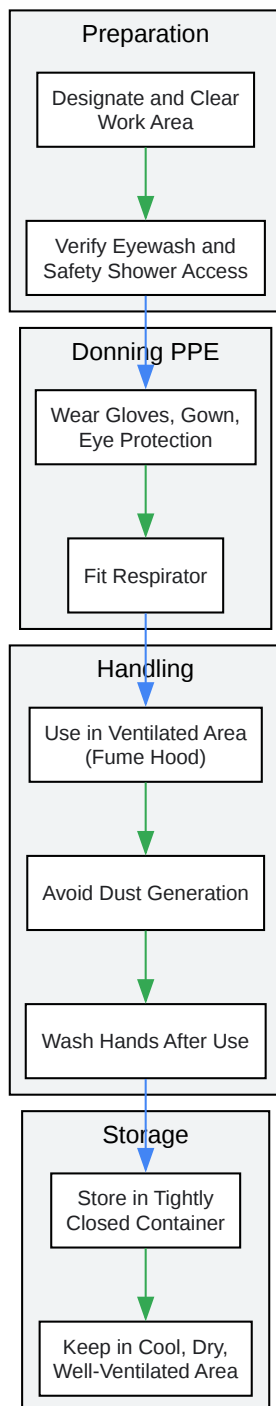 Preparation
Designate and Clear
Work Area
Verify Eyewash and
Safety Shower Access
Donning PPE
Wear Gloves, Gown,
Eye Protection
Fit Respirator
Handling
Use in Ventilated Area
(Fume Hood)
Avoid Dust Generation
Wash Hands After Use
Storage
Store in Tightly
Closed Container
Keep in Cool, Dry,
Well-Ventilated Area